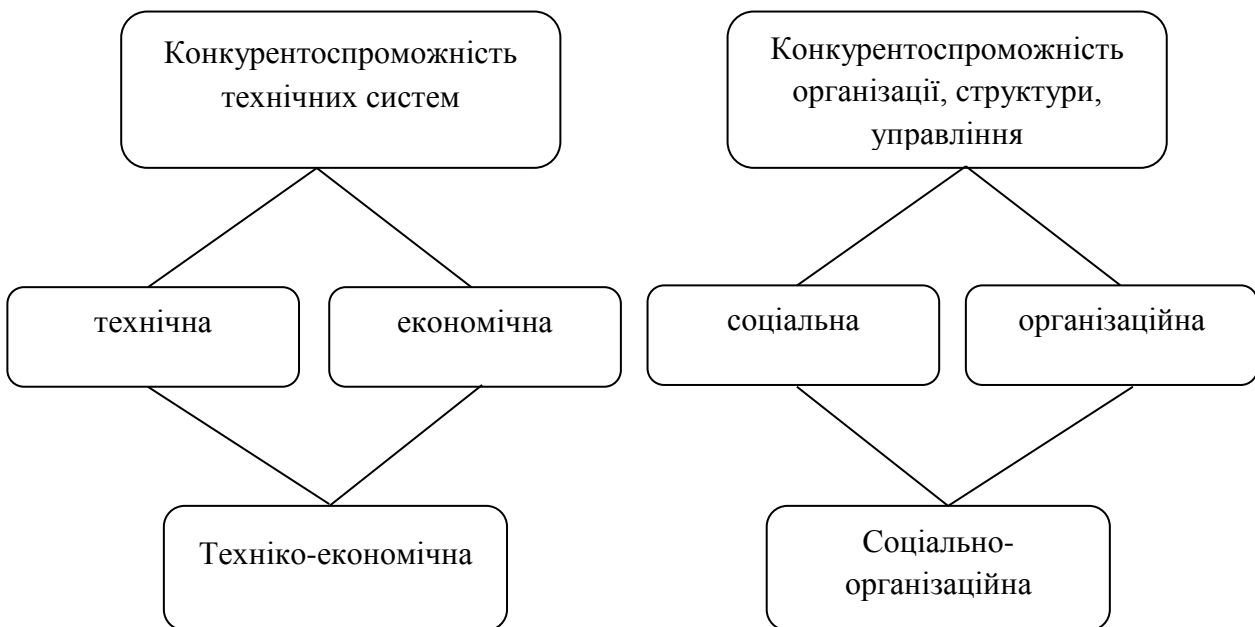 Конкурентоспроможність
технічних систем
Конкурентоспроможність
організації, структури,
управління
технічна
економічна
соціальна
організаційна
Техніко-економічна
Соціально-
організаційна